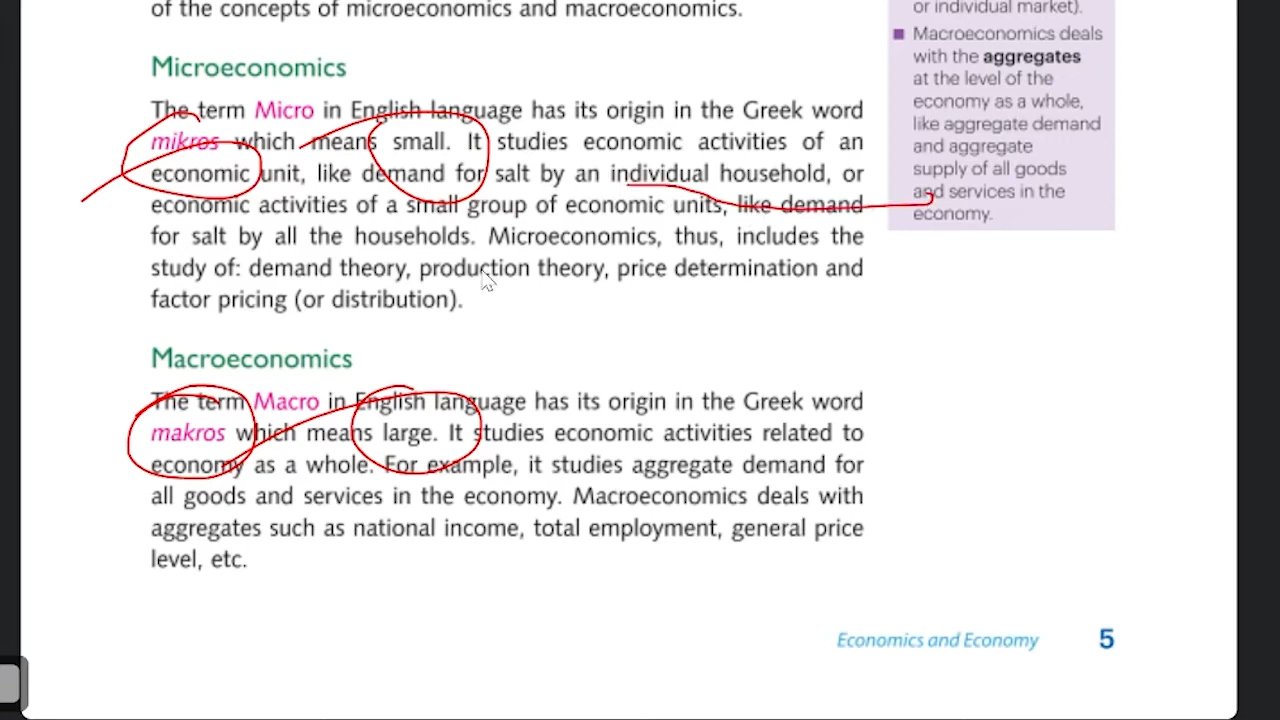 of the concepts of microeconomics and macroeconomics.
Microeconomics
The term Micro in English language has its origin in the Greek word
mikros which means small. It studies economic activities of an
economic unit, like demand for salt by an individual household, or
economic activities of a small group of economic units, like demand
for salt by all the households. Microeconomics, thus, includes the
study of: demand theory, production theory, price determination and
factor pricing (or distribution).
Macroeconomics
The term Macro in English language has its origin in the Greek word
makros which means large. It studies economic activities related to
economy as a whole. For example, it studies aggregate demand for
all goods and services in the economy. Macroeconomics deals with
aggregates such as national income, total employment, general price
level, etc.
or individual market).
■ Macroeconomics deals
with the aggregates
at the level of the
economy as a whole,
like aggregate demand
and aggregate
supply of all goods
and services in the
economy.
Economics and Economy 5